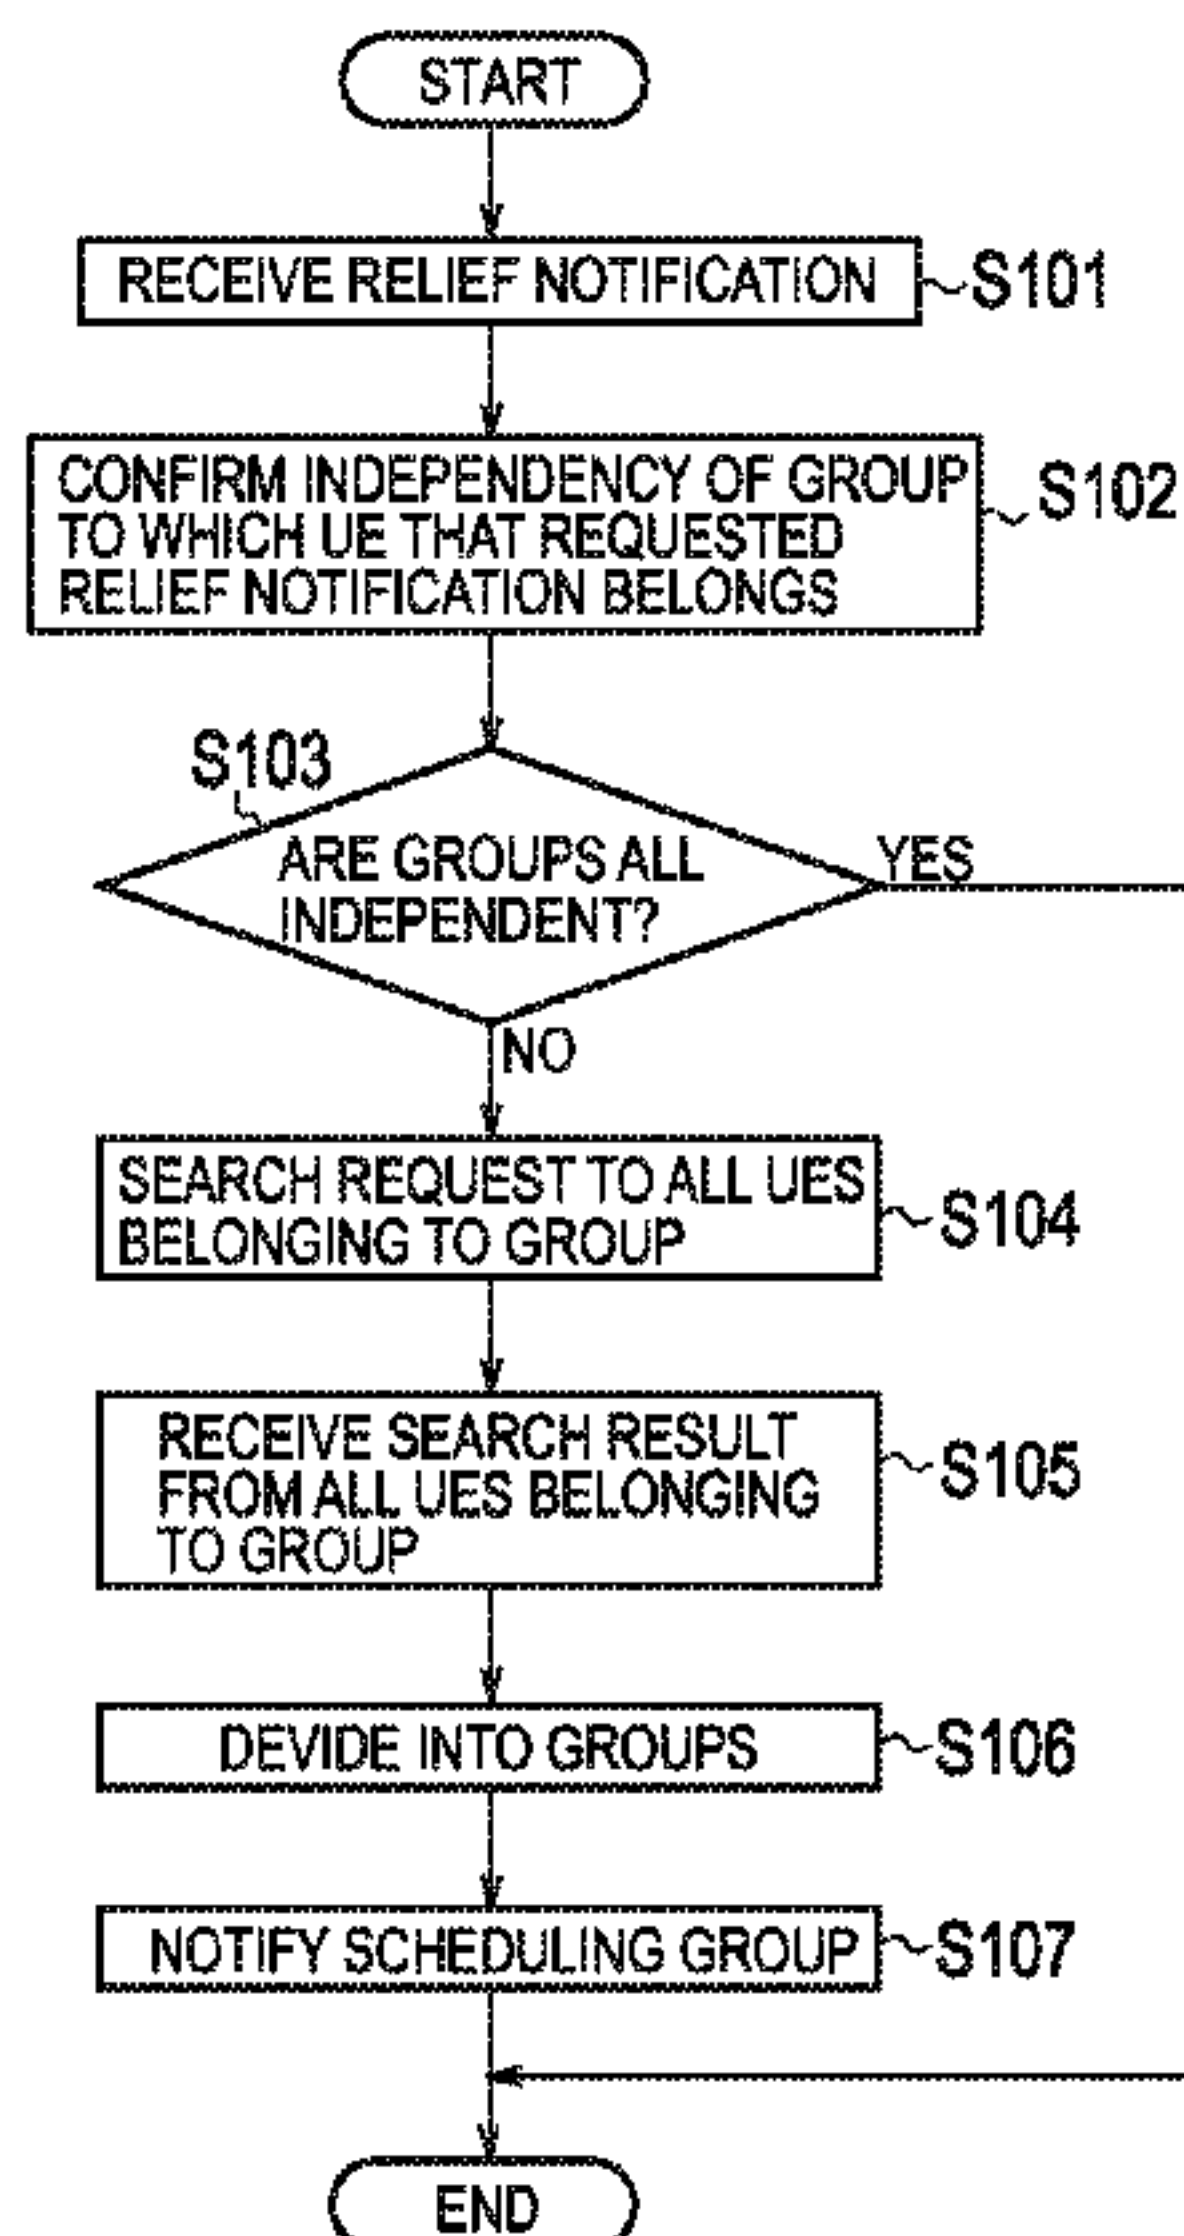 START
RECEIVE RELIEF NOTIFICATION
S101
CONFIRM INDEPENDENCY OF GROUP
TO WHICH UE THAT REQUESTED
RELIEF NOTIFICATION BELONGS
S102
S103
ARE GROUPS ALL
INDEPENDENT?
YES
NO
SEARCH REQUEST TO ALL UES
BELONGING TO GROUP
S104
RECEIVE SEARCH RESULT
FROM ALL UES BELONGING
TO GROUP
S105
DEVIDE INTO GROUPS
S106
NOTIFY SCHEDULING GROUP
S107
END